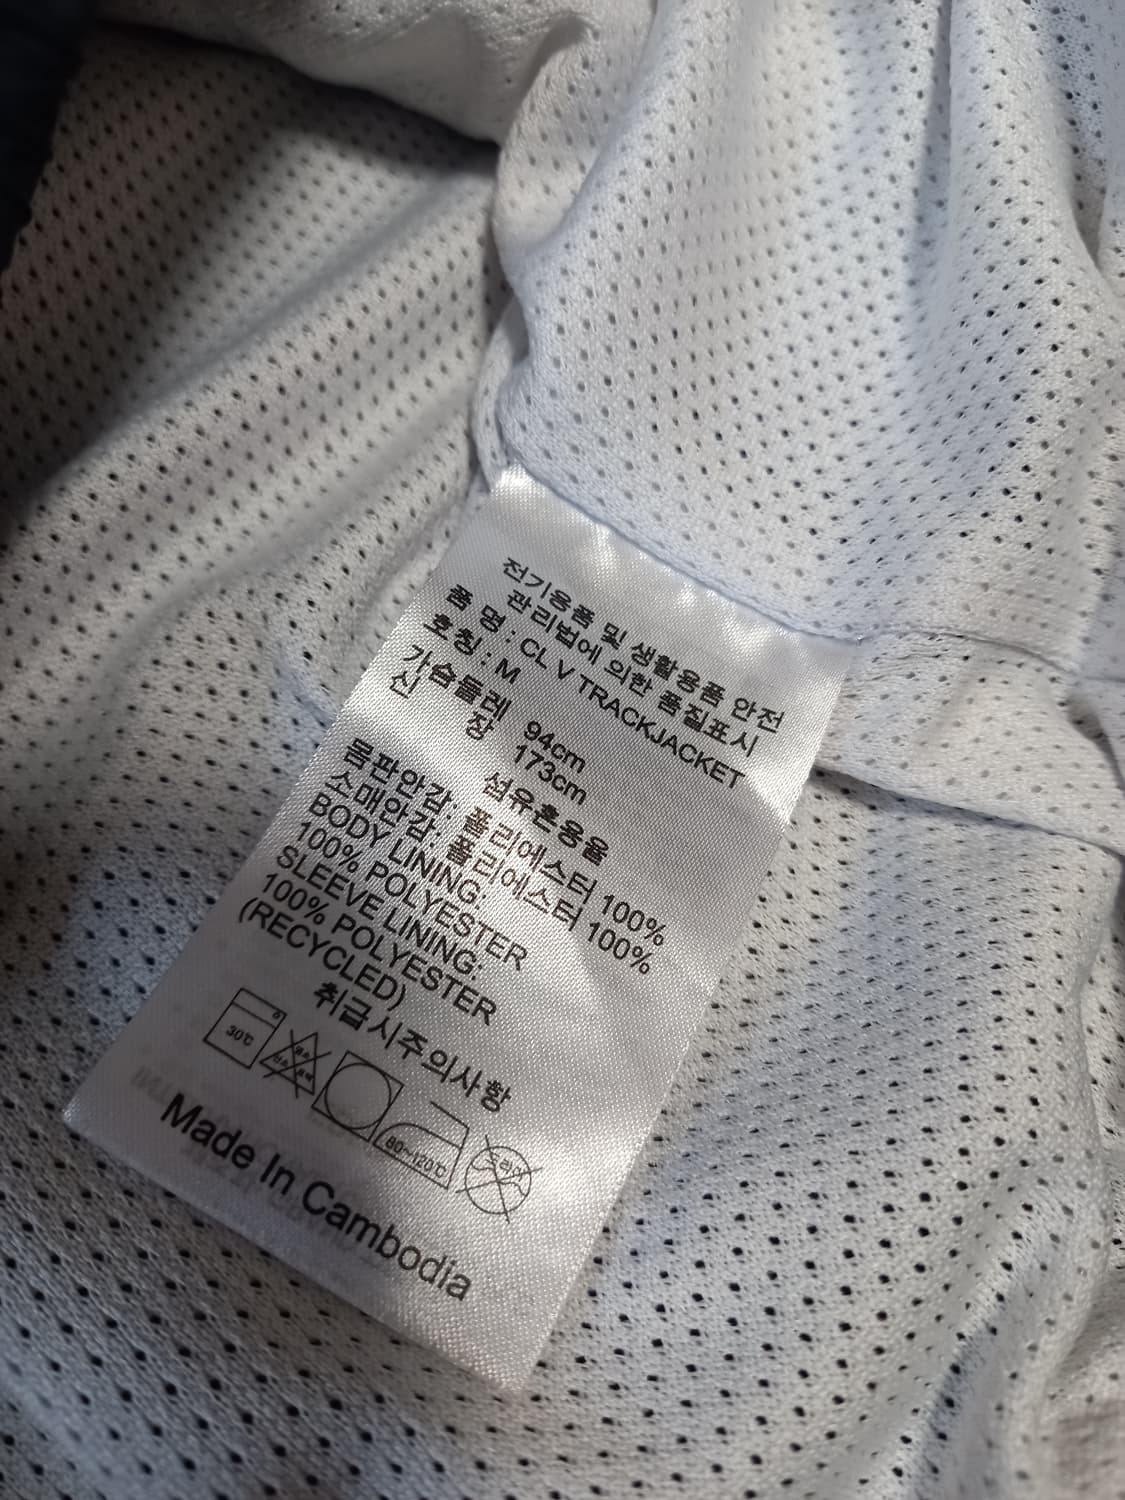 전기용품 및 생활용품 안전
관리법에 의한 품질표시
품 명 : CL V TRACKJACKET
호칭 : M
가슴둘레 94cm
신 장 173cm
섬유혼용율
몸판안감: 폴리에스터 100%
소매안감: 폴리에스터 100%
BODY LINING:
100% POLYESTER
SLEEVE LINING:
100% POLYESTER
(RECYCLED)
취급시주의사항
30℃ 80~120℃ 드라이
Made In Cambodia